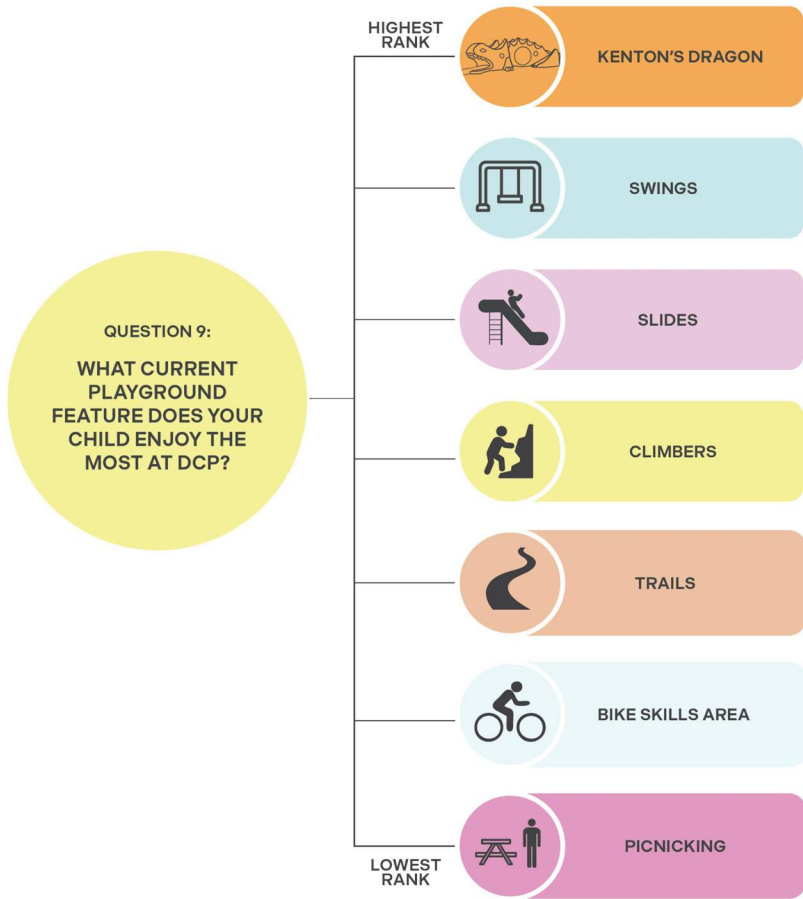 HIGHEST
RANK
KENTON'S DRAGON
SWINGS
SLIDES
QUESTION 9:
WHAT CURRENT
PLAYGROUND
FEATURE DOES YOUR
CHILD ENJOY THE
MOST AT DCP?
CLIMBERS
TRAILS
BIKE SKILLS AREA
PICNICKING
LOWEST
RANK